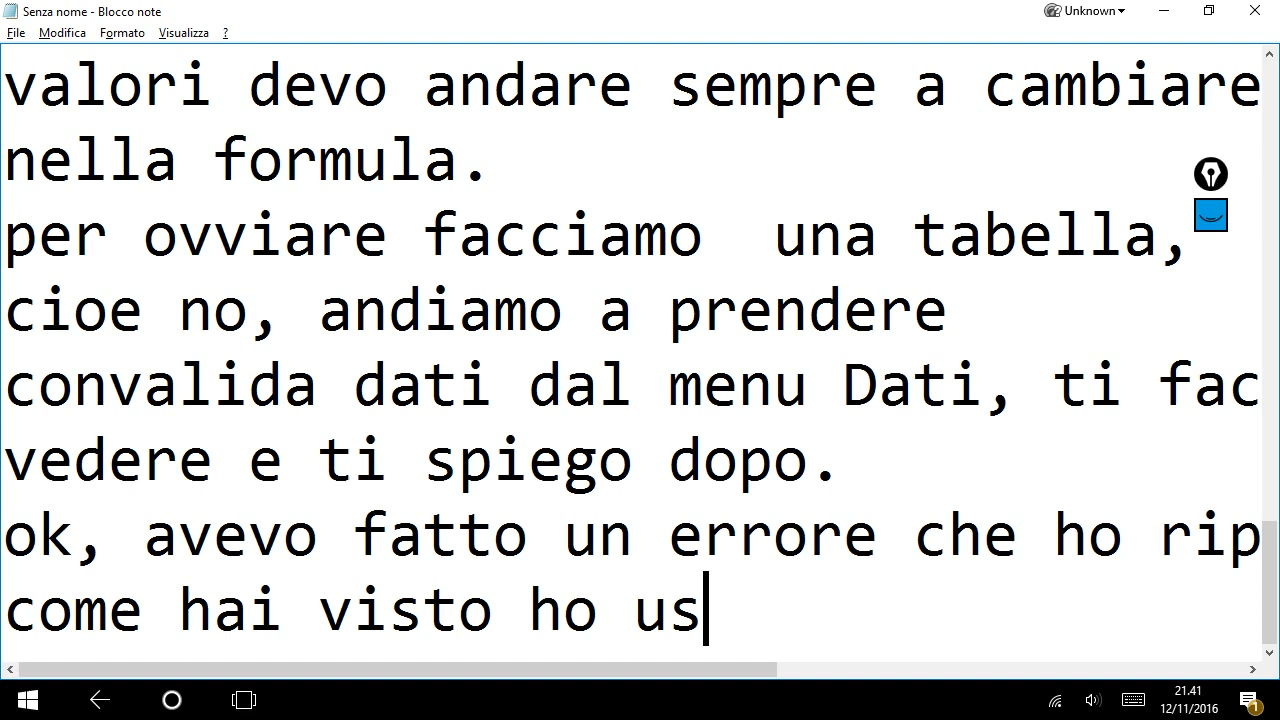 Senza nome - Blocco note
Unknown
File Modifica Formato Visualizza ?
valori devo andare sempre a cambiare
nella formula.
per ovviare facciamo  una tabella,
cioe no, andiamo a prendere
convalida dati dal menu Dati, ti fac
vedere e ti spiego dopo.
ok, avevo fatto un errore che ho rip
come hai visto ho us
21.41
12/11/2016
1